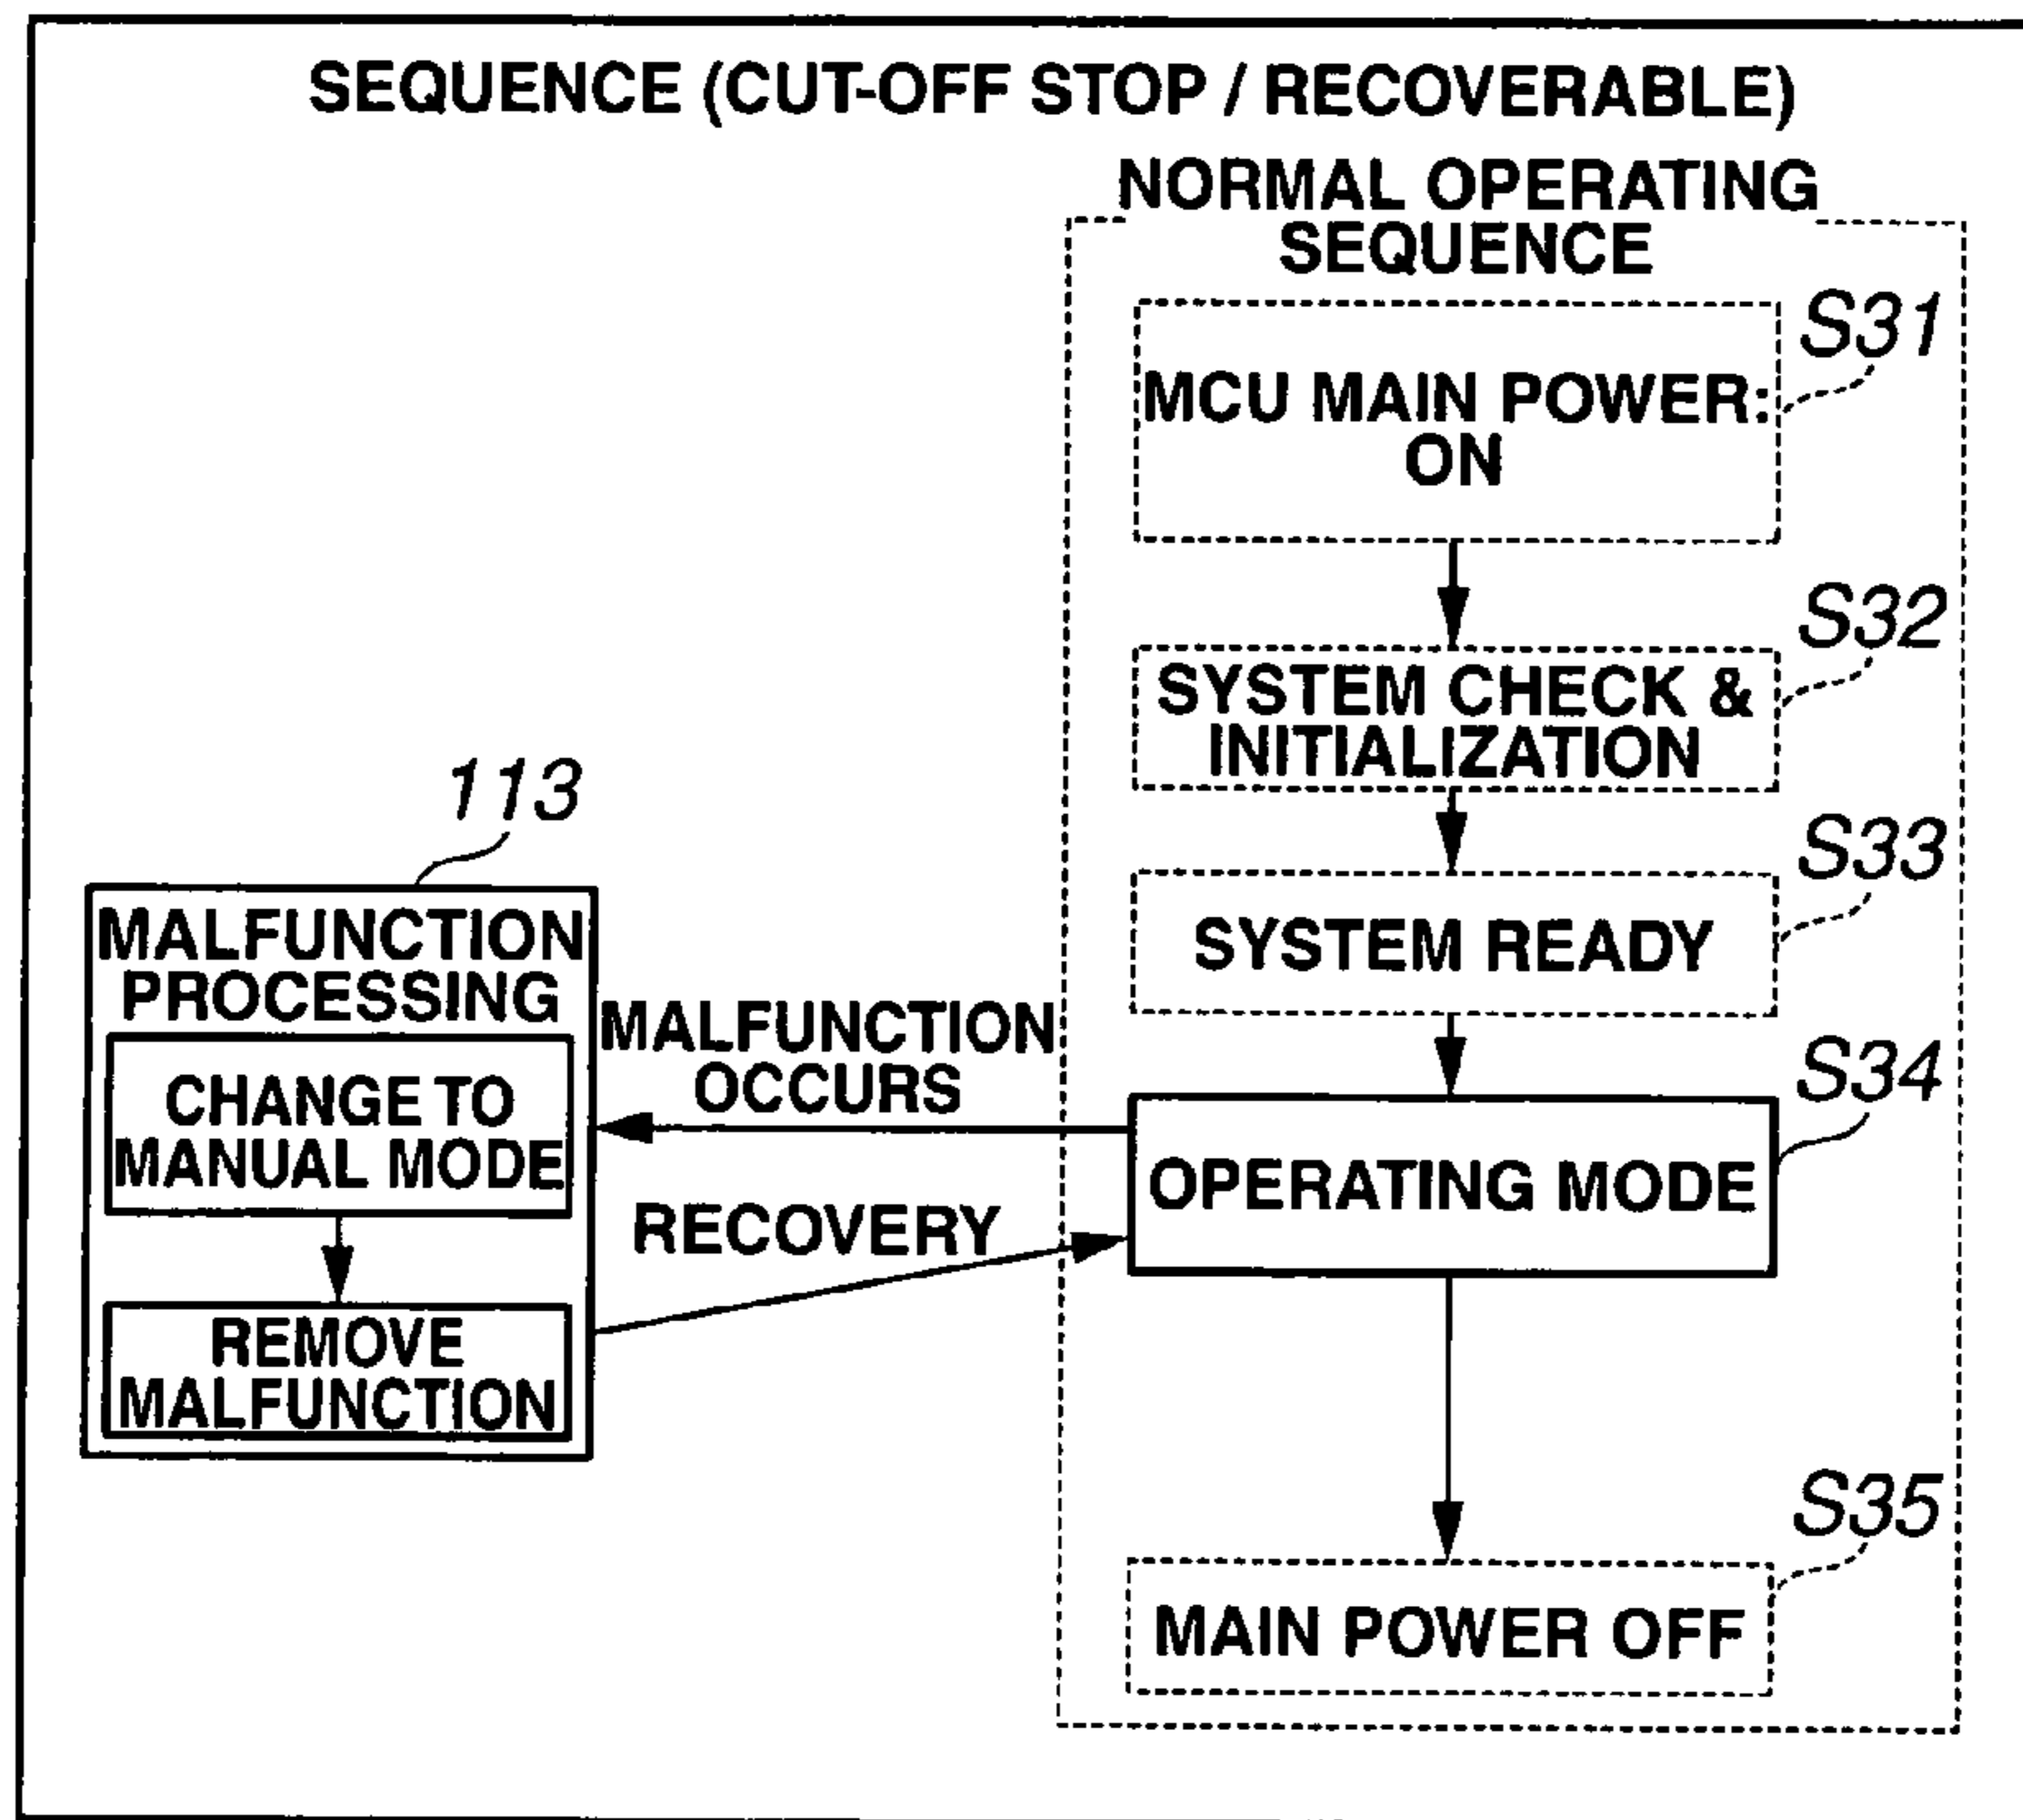 SEQUENCE (CUT-OFF STOP / RECOVERABLE)
NORMAL OPERATING
SEQUENCE
S31
MCU MAIN POWER:
ON
S32
SYSTEM CHECK &
INITIALIZATION
S33
SYSTEM READY
113
MALFUNCTION
PROCESSING
CHANGE TO
MANUAL MODE
REMOVE
MALFUNCTION
MALFUNCTION
OCCURS
RECOVERY
S34
OPERATING MODE
S35
MAIN POWER OFF